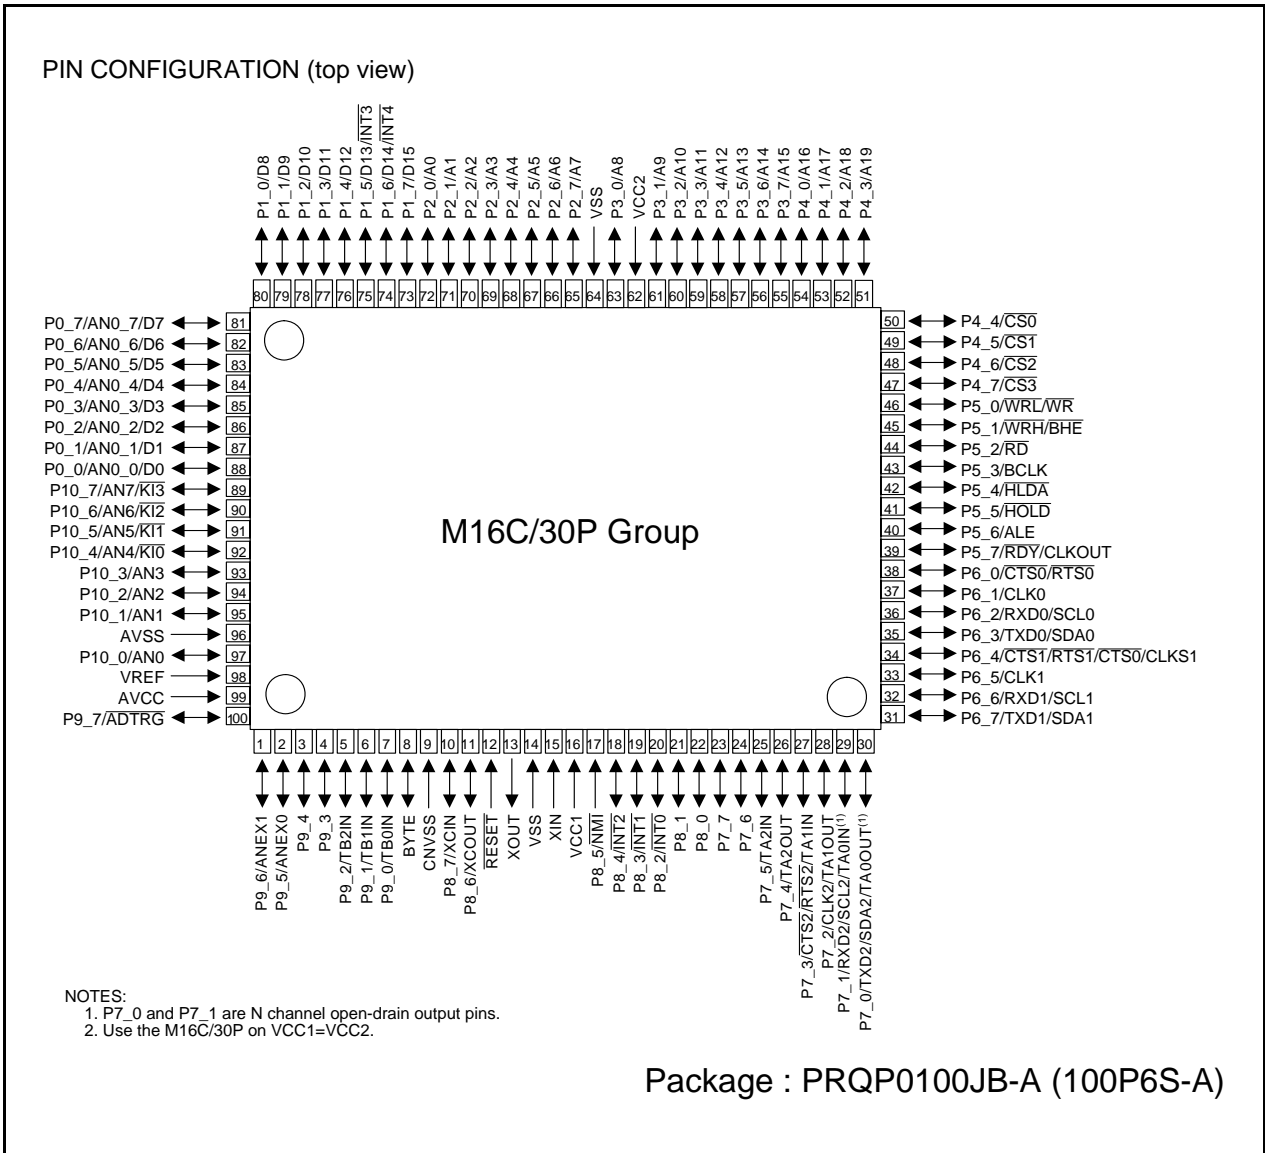 PIN CONFIGURATION (top view)
P1_0/D8
P1_1/D9
P1_2/D10
P1_3/D11
P1_4/D12
P1_5/D13/INT3
P1_6/D14/INT4
P1_7/D15
P2_0/A0
P2_1/A1
P2_2/A2
P2_3/A3
P2_4/A4
P2_5/A5
P2_6/A6
P2_7/A7
VSS
P3_0/A8
VCC2
P3_1/A9
P3_2/A10
P3_3/A11
P3_4/A12
P3_5/A13
P3_6/A14
P3_7/A15
P4_0/A16
P4_1/A17
P4_2/A18
P4_3/A19
80 79 78 77 76 75 74 73 72 71 70 69 68 67 66 65 64 63 62 61 60 59 58 57 56 55 54 53 52 51
P0_7/AN0_7/D7 81
P0_6/AN0_6/D6 82
P0_5/AN0_5/D5 83
P0_4/AN0_4/D4 84
P0_3/AN0_3/D3 85
P0_2/AN0_2/D2 86
P0_1/AN0_1/D1 87
P0_0/AN0_0/D0 88
P10_7/AN7/KI3 89
P10_6/AN6/KI2 90
P10_5/AN5/KI1 91
P10_4/AN4/KI0 92
P10_3/AN3 93
P10_2/AN2 94
P10_1/AN1 95
AVSS 96
P10_0/AN0 97
VREF 98
AVCC 99
P9_7/ADTRG 100
M16C/30P Group
50 P4_4/CS0
49 P4_5/CS1
48 P4_6/CS2
47 P4_7/CS3
46 P5_0/WRL/WR
45 P5_1/WRH/BHE
44 P5_2/RD
43 P5_3/BCLK
42 P5_4/HLDA
41 P5_5/HOLD
40 P5_6/ALE
39 P5_7/RDY/CLKOUT
38 P6_0/CTS0/RTS0
37 P6_1/CLK0
36 P6_2/RXD0/SCL0
35 P6_3/TXD0/SDA0
34 P6_4/CTS1/RTS1/CTS0/CLKS1
33 P6_5/CLK1
32 P6_6/RXD1/SCL1
31 P6_7/TXD1/SDA1
1 2 3 4 5 6 7 8 9 10 11 12 13 14 15 16 17 18 19 20 21 22 23 24 25 26 27 28 29 30
P9_6/ANEX1
P9_5/ANEX0
P9_4
P9_3
P9_2/TB2IN
P9_1/TB1IN
P9_0/TB0IN
BYTE
CNVSS
P8_7/XCIN
P8_6/XCOUT
RESET
XOUT
VSS
XIN
VCC1
P8_5/NMI
P8_4/INT2
P8_3/INT1
P8_2/INT0
P8_1
P8_0
P7_7
P7_6
P7_5/TA2IN
P7_4/TA2OUT
P7_3/CTS2/RTS2/TA1IN
P7_2/CLK2/TA1OUT
P7_1/RXD2/SCL2/TA0IN(1)
P7_0/TXD2/SDA2/TA0OUT(1)
NOTES:
1. P7_0 and P7_1 are N channel open-drain output pins.
2. Use the M16C/30P on VCC1=VCC2.
Package : PRQP0100JB-A (100P6S-A)